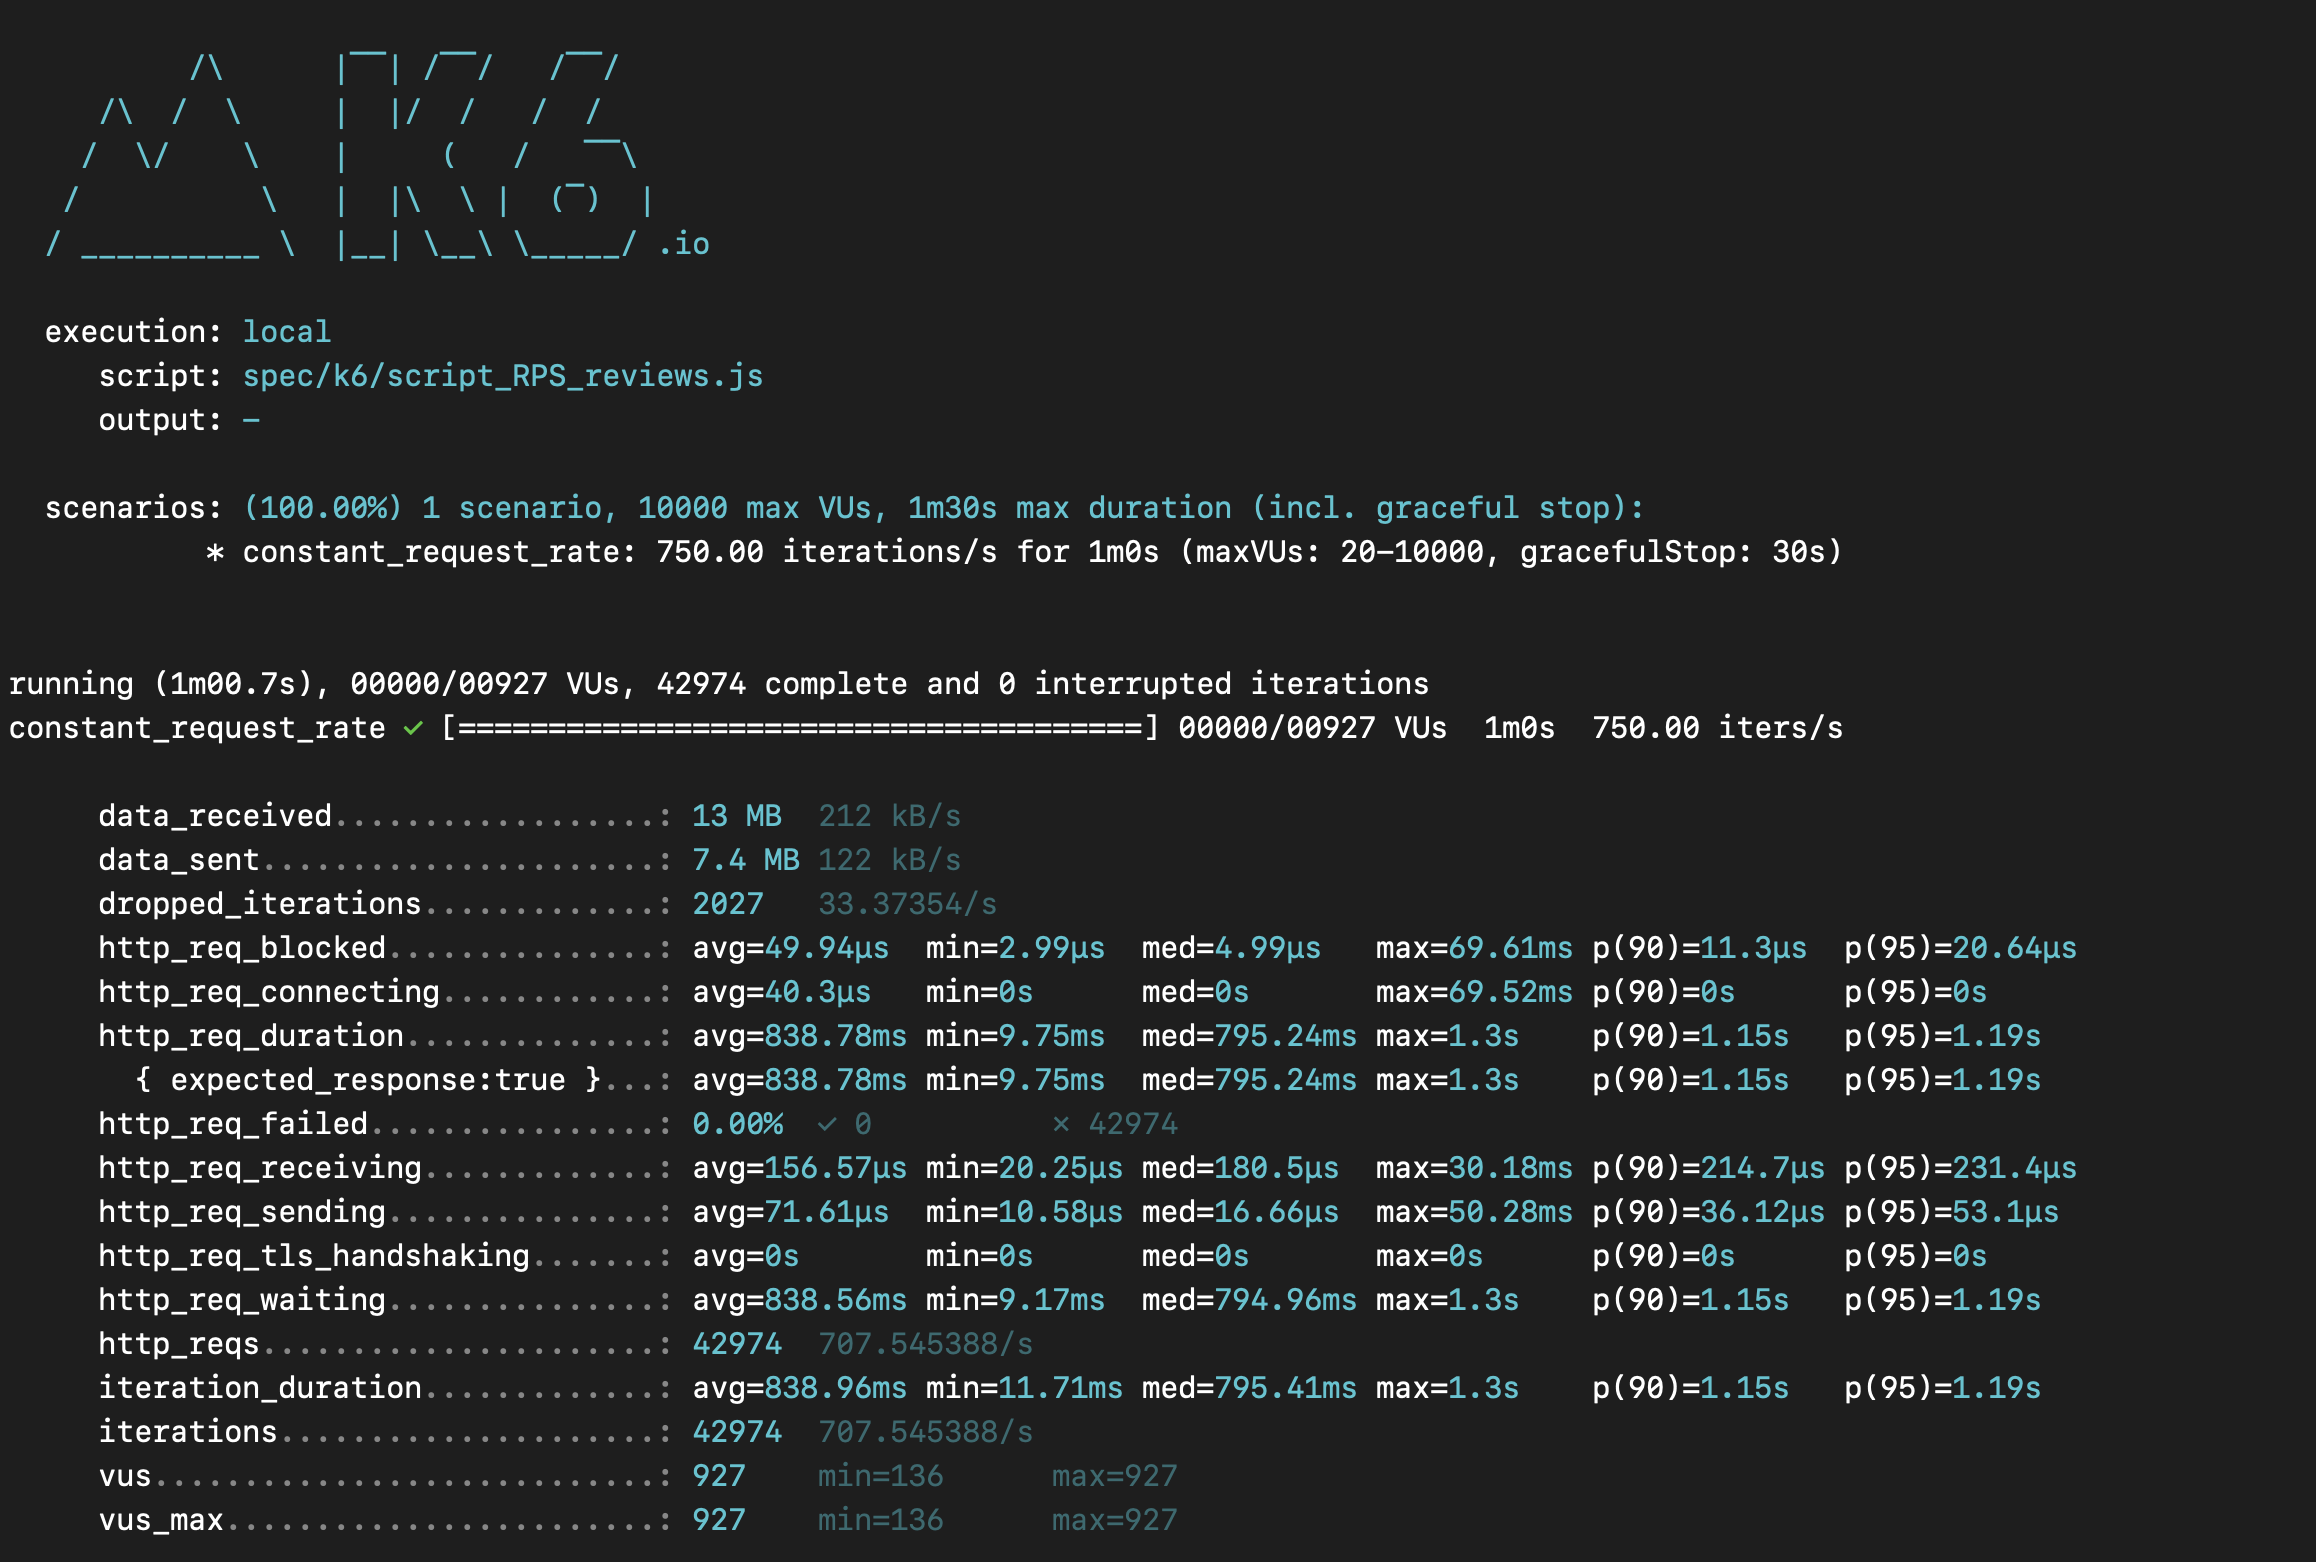 /\      |‾‾| /‾‾/   /‾‾/
     /\  /  \     |  |/  /   /  /
    /  \/    \    |     (   /   ‾‾\
   /          \   |  |\  \ |  (‾)  |
  / __________ \  |__| \__\ \_____/ .io
execution: local
script: spec/k6/script_RPS_reviews.js
output: -
scenarios: (100.00%) 1 scenario, 10000 max VUs, 1m30s max duration (incl. graceful stop):
* constant_request_rate: 750.00 iterations/s for 1m0s (maxVUs: 20-10000, gracefulStop: 30s)
running (1m00.7s), 00000/00927 VUs, 42974 complete and 0 interrupted iterations
constant_request_rate ✓ [======================================] 00000/00927 VUs  1m0s  750.00 iters/s
data_received..................: 13 MB  212 kB/s
data_sent......................: 7.4 MB 122 kB/s
dropped_iterations.............: 2027   33.37354/s
http_req_blocked...............: avg=49.94µs  min=2.99µs  med=4.99µs   max=69.61ms p(90)=11.3µs  p(95)=20.64µs
http_req_connecting............: avg=40.3µs   min=0s      med=0s       max=69.52ms p(90)=0s      p(95)=0s
http_req_duration..............: avg=838.78ms min=9.75ms  med=795.24ms max=1.3s    p(90)=1.15s   p(95)=1.19s
{ expected_response:true }...: avg=838.78ms min=9.75ms  med=795.24ms max=1.3s    p(90)=1.15s   p(95)=1.19s
http_req_failed................: 0.00%  ✓ 0          ✗ 42974
http_req_receiving.............: avg=156.57µs min=20.25µs med=180.5µs  max=30.18ms p(90)=214.7µs p(95)=231.4µs
http_req_sending...............: avg=71.61µs  min=10.58µs med=16.66µs  max=50.28ms p(90)=36.12µs p(95)=53.1µs
http_req_tls_handshaking.......: avg=0s       min=0s      med=0s       max=0s      p(90)=0s      p(95)=0s
http_req_waiting...............: avg=838.56ms min=9.17ms  med=794.96ms max=1.3s    p(90)=1.15s   p(95)=1.19s
http_reqs......................: 42974  707.545388/s
iteration_duration.............: avg=838.96ms min=11.71ms med=795.41ms max=1.3s    p(90)=1.15s   p(95)=1.19s
iterations.....................: 42974  707.545388/s
vus............................: 927    min=136      max=927
vus_max........................: 927    min=136      max=927